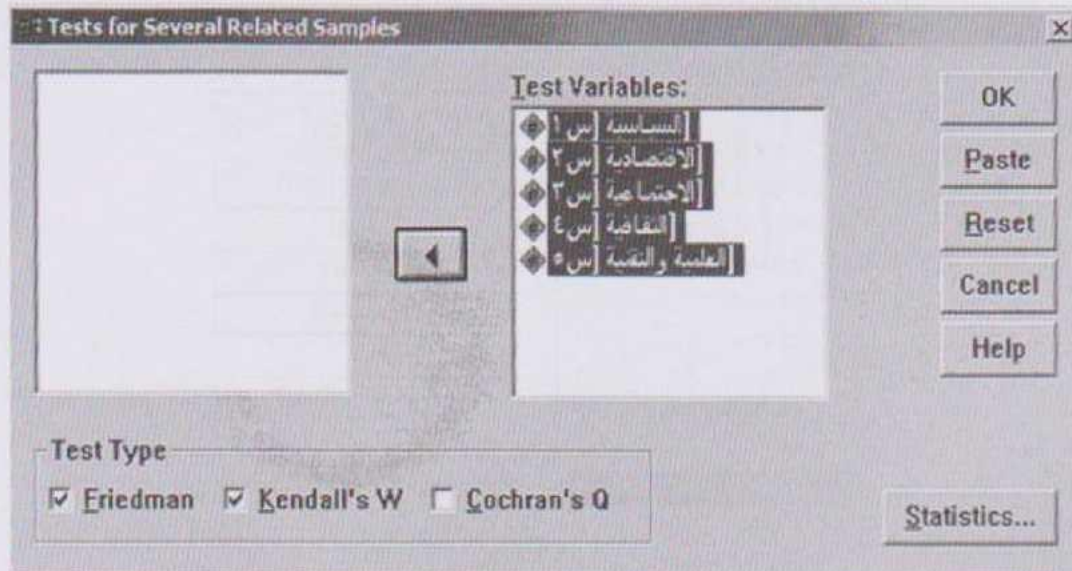 Tests for Several Related Samples
Test Variables:
السياسية [س١]
الاقتصادية [س٢]
الاجتماعية [س٣]
الثقافية [س٤]
العلمية والتقنية [س٥]
OK
Paste
Reset
Cancel
Help
Test Type
Friedman Kendall's W Cochran's Q
Statistics...